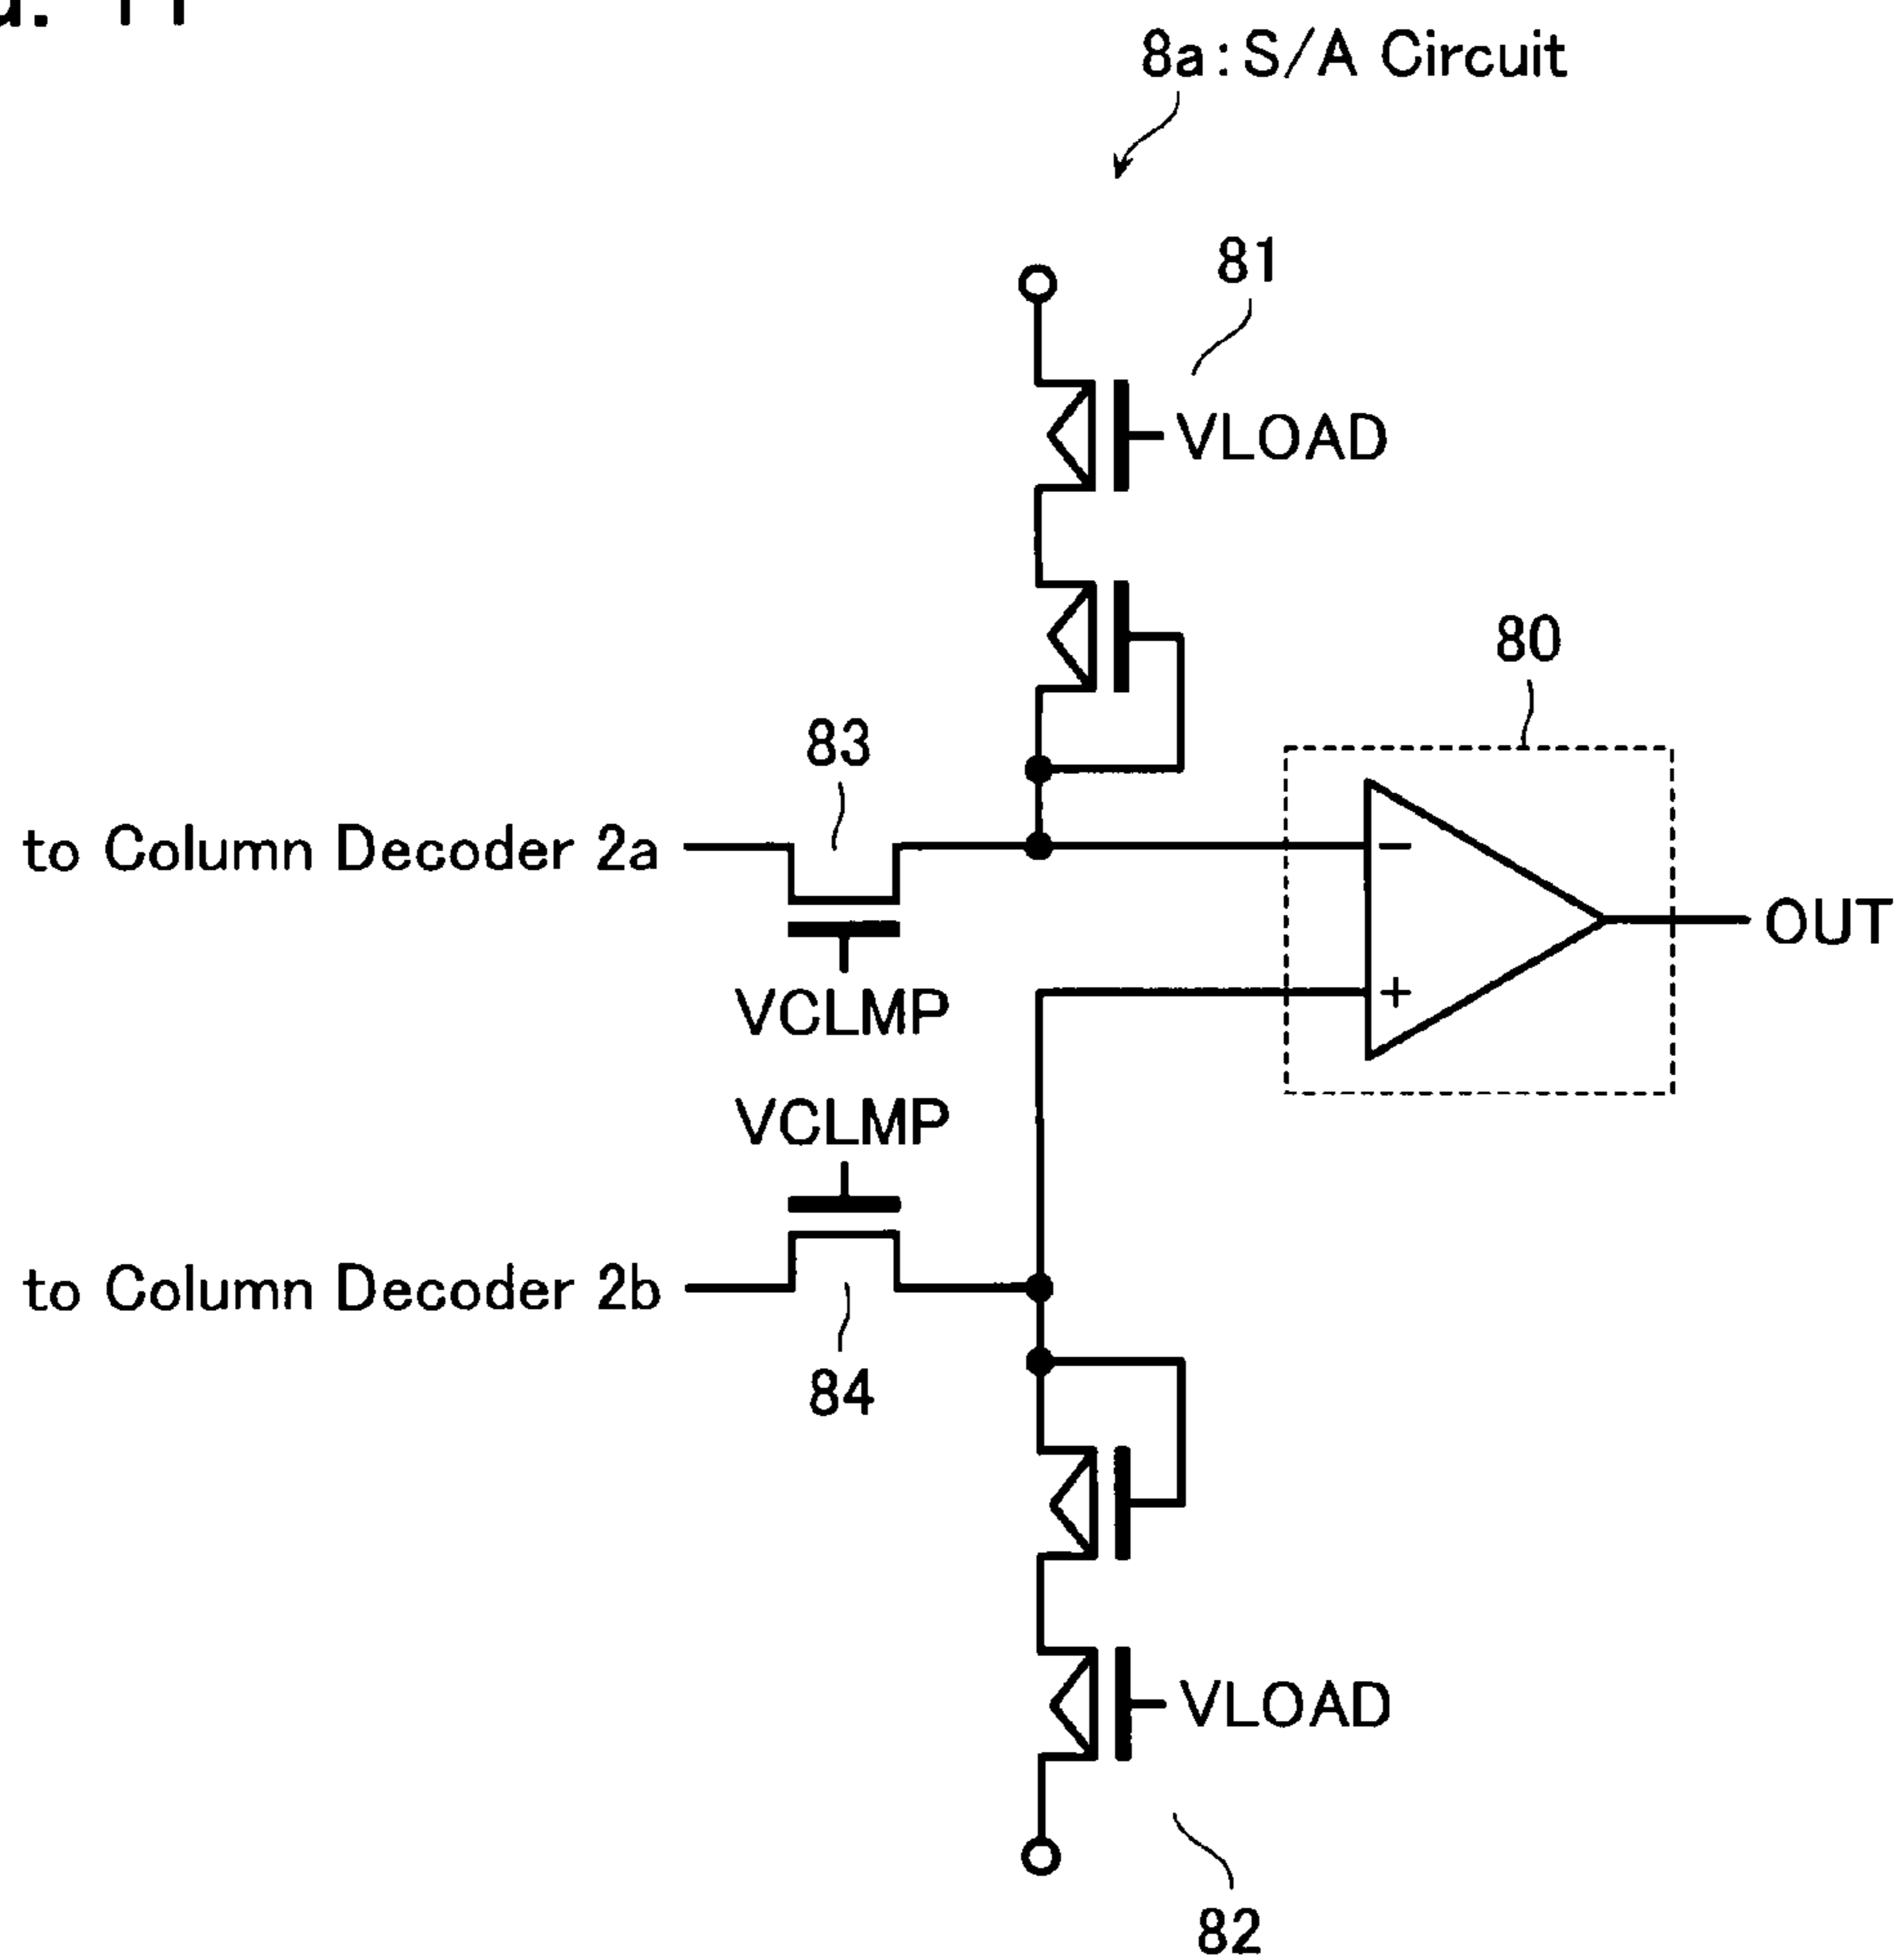 11
8a:S/A Circuit
81
VLOAD
80
83
to Column Decoder 2a
−
OUT
VCLMP
+
VCLMP
to Column Decoder 2b
84
VLOAD
82